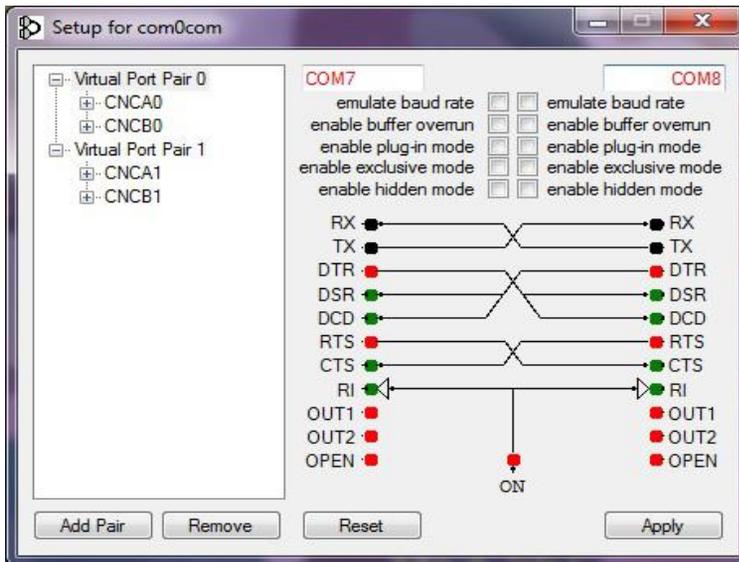 Setup for com0com
Virtual Port Pair 0
CNCA0
CNCB0
Virtual Port Pair 1
CNCA1
CNCB1
COM7 COM8
emulate baud rate emulate baud rate
enable buffer overrun enable buffer overrun
enable plug-in mode enable plug-in mode
enable exclusive mode enable exclusive mode
enable hidden mode enable hidden mode
RX RX
TX TX
DTR DTR
DSR DSR
DCD DCD
RTS RTS
CTS CTS
RI RI
OUT1 OUT1
OUT2 OUT2
OPEN OPEN
ON
Add Pair Remove Reset Apply